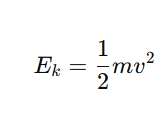 E_k = \frac{1}{2}mv^2